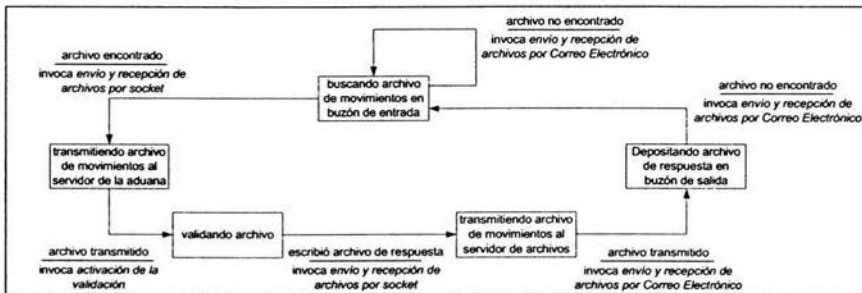 archivo no encontrado
invoca envío y recepción de
archivos por Correo Electrónico
archivo encontrado
invoca envío y recepción de
archivos por socket
buscando archivo
de movimientos en
buzón de entrada
archivo no encontrado
invoca envío y recepción de
archivos por Correo Electrónico
transmitiendo archivo
de movimientos al
servidor de la aduana
Depositando archivo
de respuesta en
buzón de salida
validando archivo
transmitiendo archivo
de movimientos al
servidor de archivos
archivo transmitido
invoca activación de la
validación
escribió archivo de respuesta
invoca envío y recepción de
archivos por socket
archivo transmitido
invoca envío y recepción de
archivos por Correo Electrónico